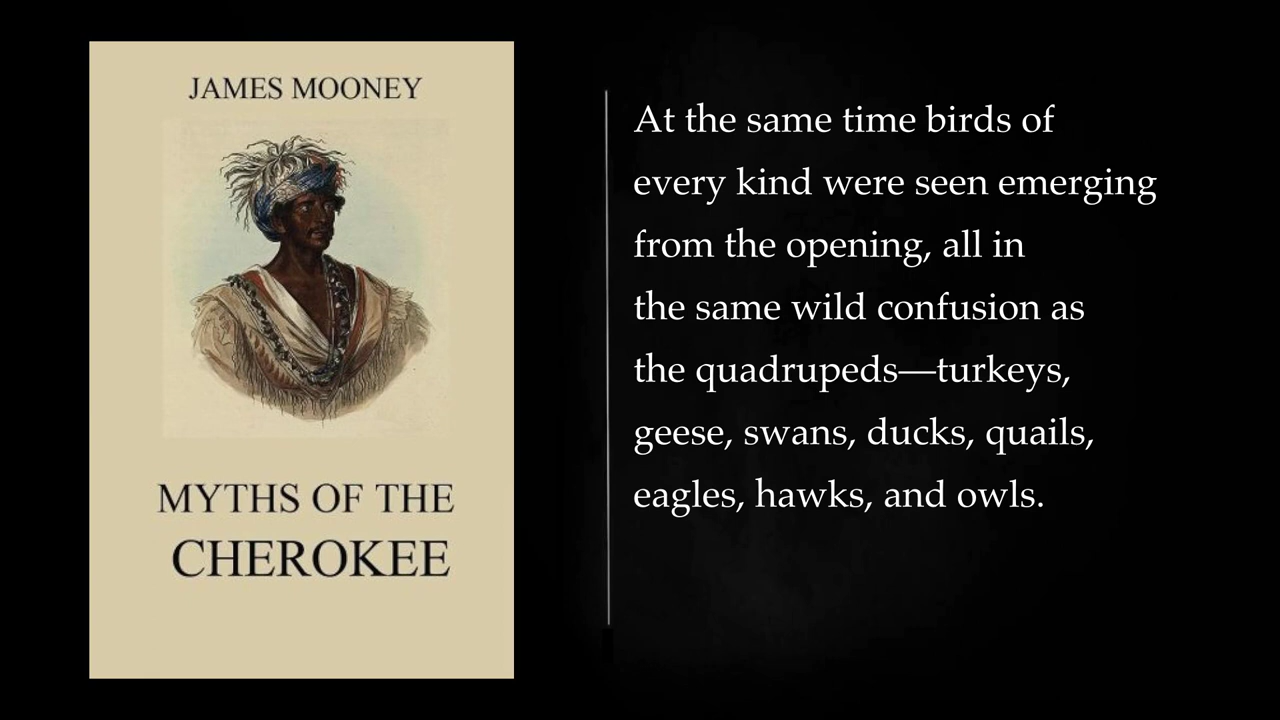 JAMES MOONEY
MYTHS OF THE
CHEROKEE
At the same time birds of
every kind were seen emerging
from the opening, all in
the same wild confusion as
the quadrupeds—turkeys,
geese, swans, ducks, quails,
eagles, hawks, and owls.